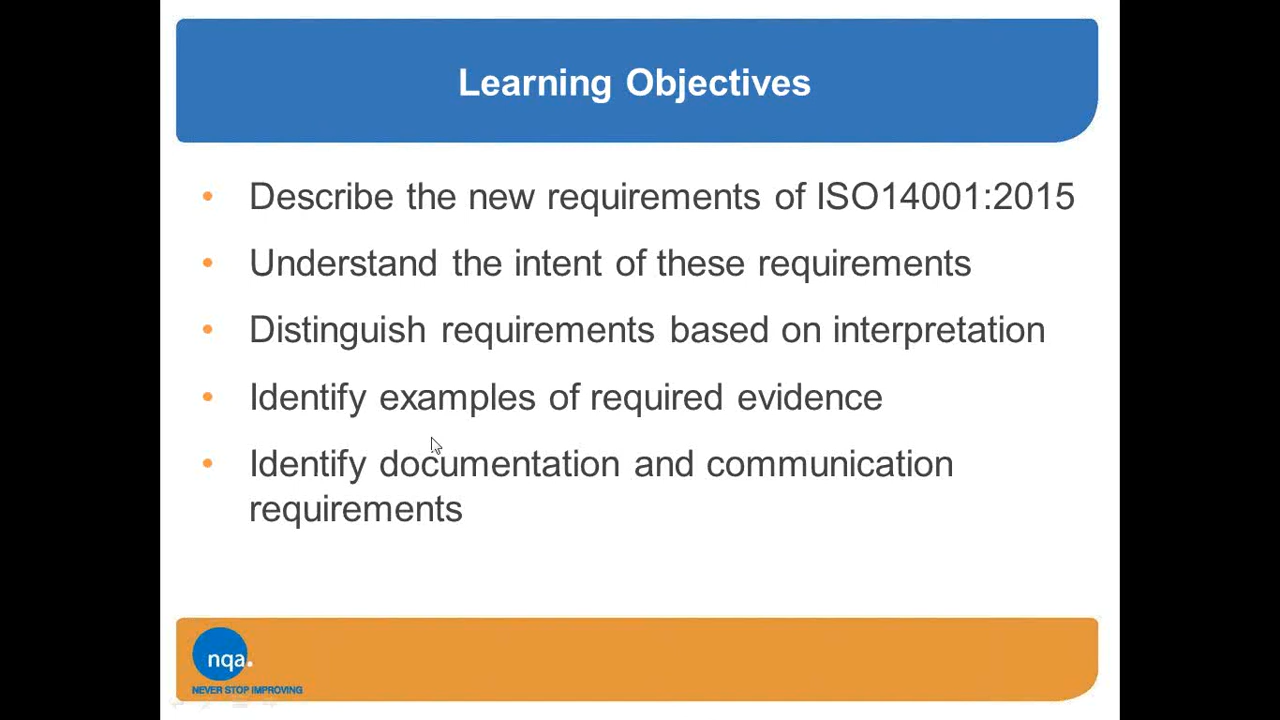 Learning Objectives
• Describe the new requirements of ISO14001:2015
• Understand the intent of these requirements
• Distinguish requirements based on interpretation
• Identify examples of required evidence
• Identify documentation and communication
requirements
nqa.
NEVER STOP IMPROVING